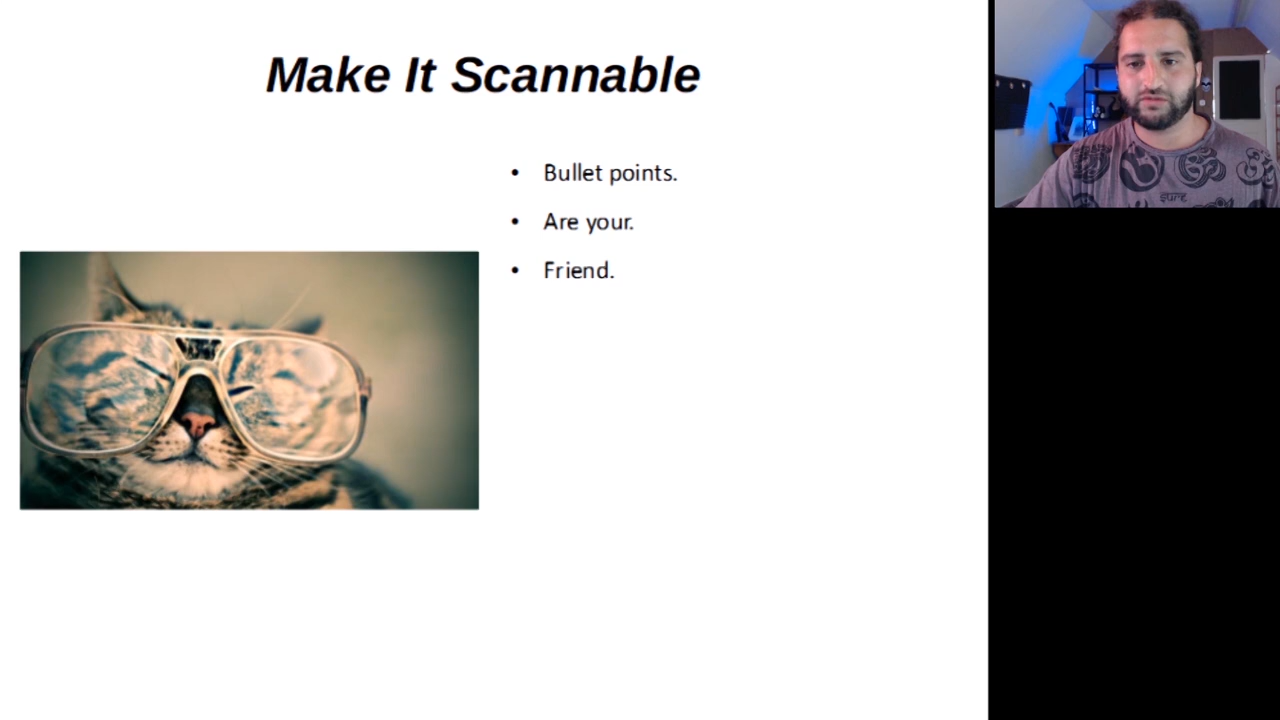 Make It Scannable
• Bullet points.
• Are your.
• Friend.